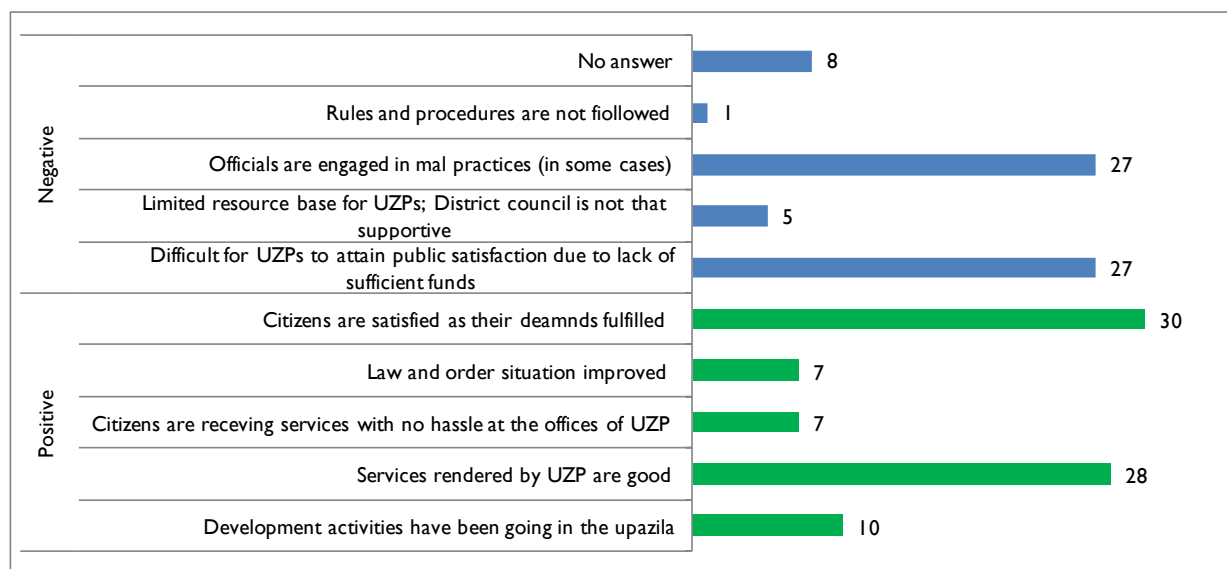 Negative
No answer
8
Rules and procedures are not fiollowed
1
Officials are engaged in mal practices (in some cases)
27
Limited resource base for UZPs; District council is not that
supportive
5
Difficult for UZPs to attain public satisfaction due to lack of
sufficient funds
27
Positive
Citizens are satisfied as their deamnds fulfilled
30
Law and order situation improved
7
Citizens are receving services with no hassle at the offices of UZP
7
Services rendered by UZP are good
28
Development activities have been going in the upazila
10